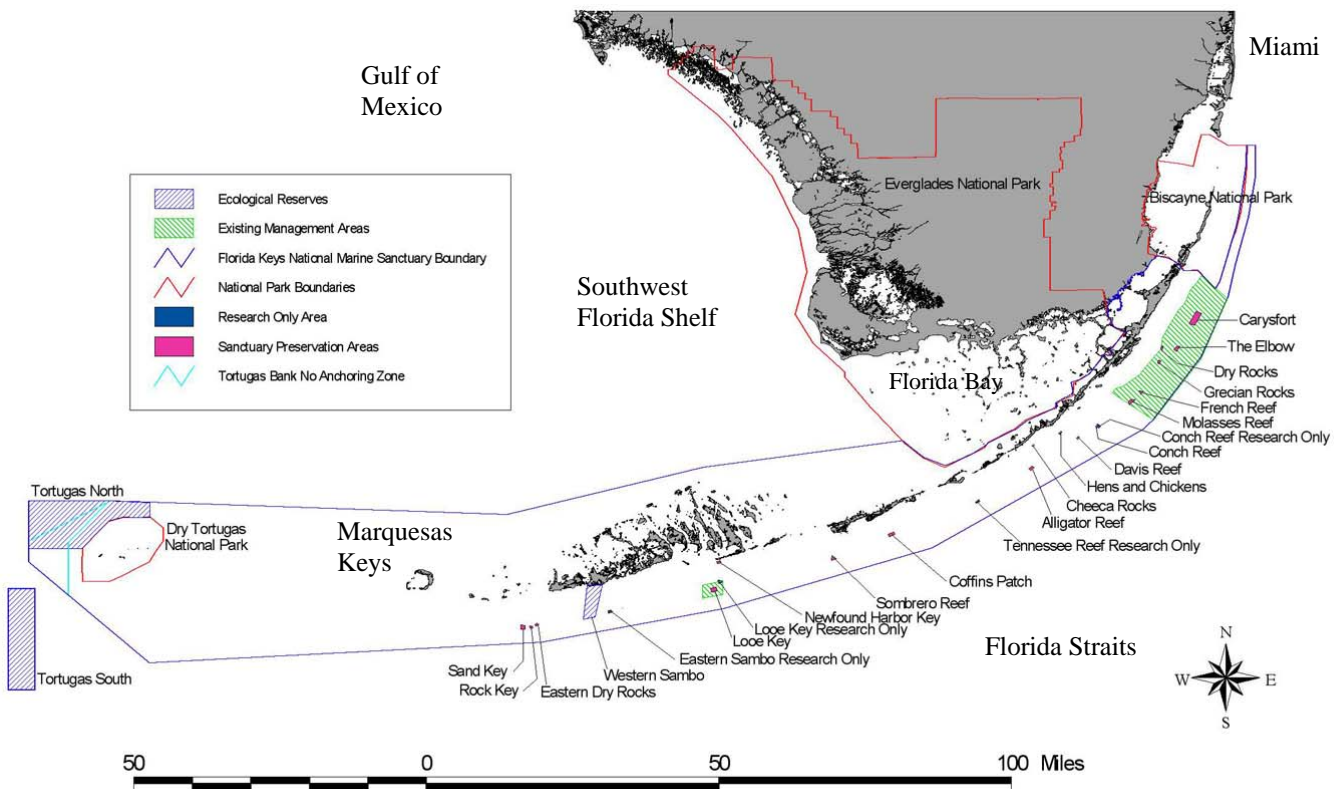 Miami
Gulf of
Mexico
Ecological Reserves
Existing Management Areas
Florida Keys National Marine Sanctuary Boundary
National Park Boundaries
Research Only Area
Sanctuary Preservation Areas
Tortugas Bank No Anchoring Zone
Everglades National Park
Biscayne National Park
Southwest
Florida Shelf
Florida Bay
Carysfort
The Elbow
Dry Rocks
Grecian Rocks
French Reef
Molasses Reef
Conch Reef Research Only
Conch Reef
Davis Reef
Hens and Chickens
Cheeca Rocks
Alligator Reef
Tennessee Reef Research Only
Tortugas North
Dry Tortugas
National Park
Marquesas
Keys
Coffins Patch
Sombrero Reef
Newfound Harbor Key
Looe Key Research Only
Looe Key
Eastern Sambo Research Only
Western Sambo
Sand Key
Rock Key
Eastern Dry Rocks
Tortugas South
Florida Straits
N
W E
S
50 0 50 100 Miles